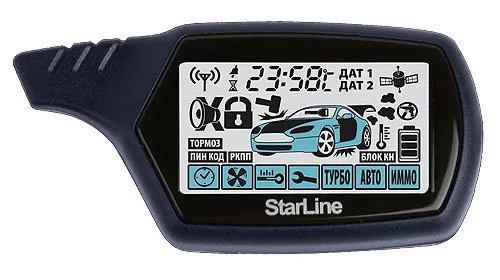 23:58°c ДАТ 1
ДАТ 2
ТОРМОЗ
ПИН КОД РКПП БЛОК КН
ТУРБО АВТО ИММО
StarLine